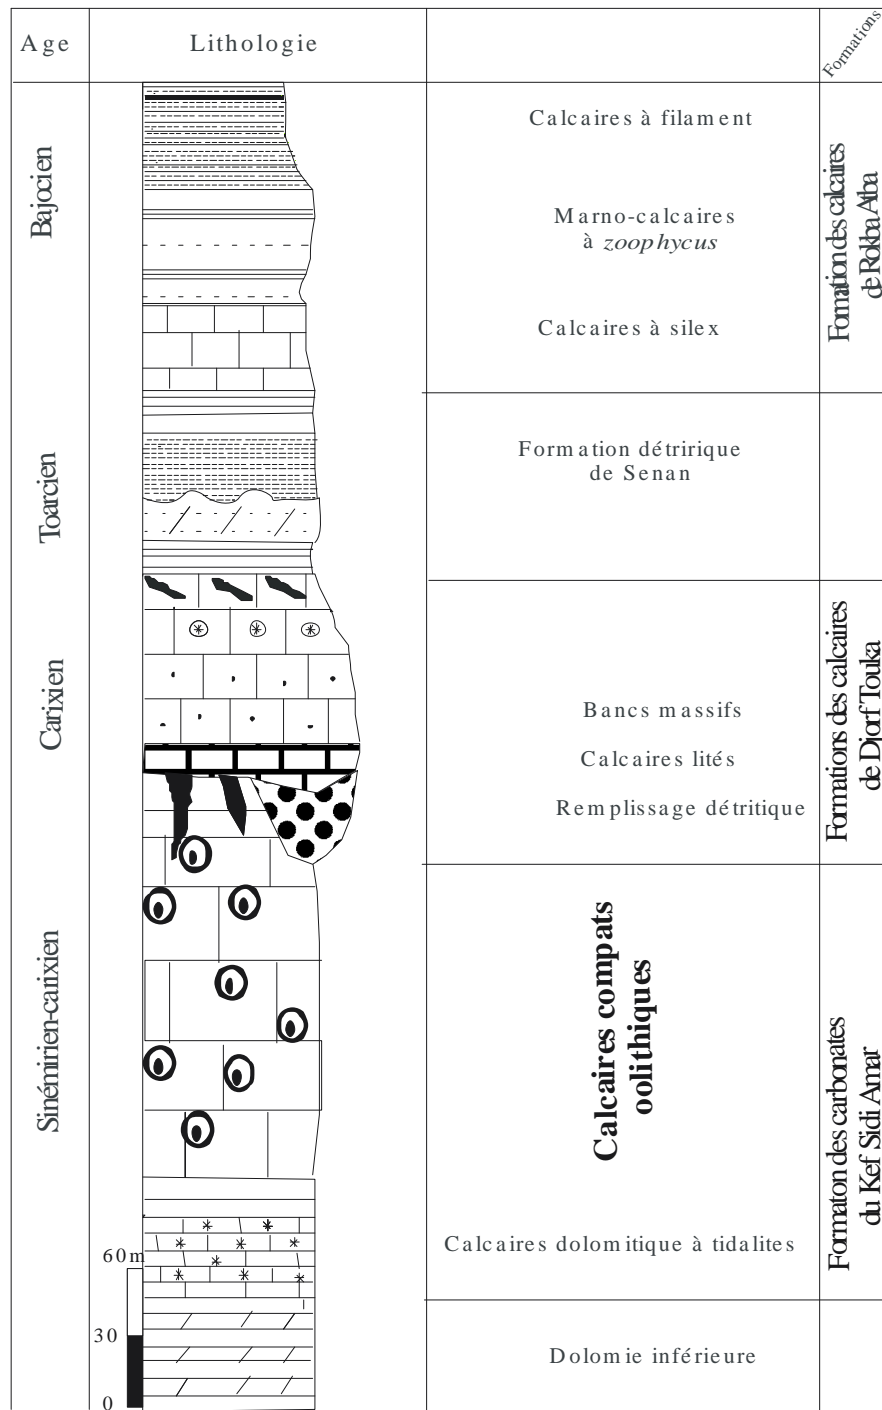 Age
Lithologie
Formations
Bajocien
Calcaires à filament
Marno-calcaires
à zoophycus
Calcaires à silex
Formation des calcaires
de Rokba Atba
Toarcien
Formation détririque
de Senan
Carixien
Bancs massifs
Calcaires lités
Remplissage détritique
Formations des calcaires
de Djorf Touka
Sinémirien-carixien
Calcaires compats
oolithiques
Calcaires dolomitique à tidalites
Formaton des carbonates
du Kef Sidi Amar
60m
30
0
Dolomie inférieure